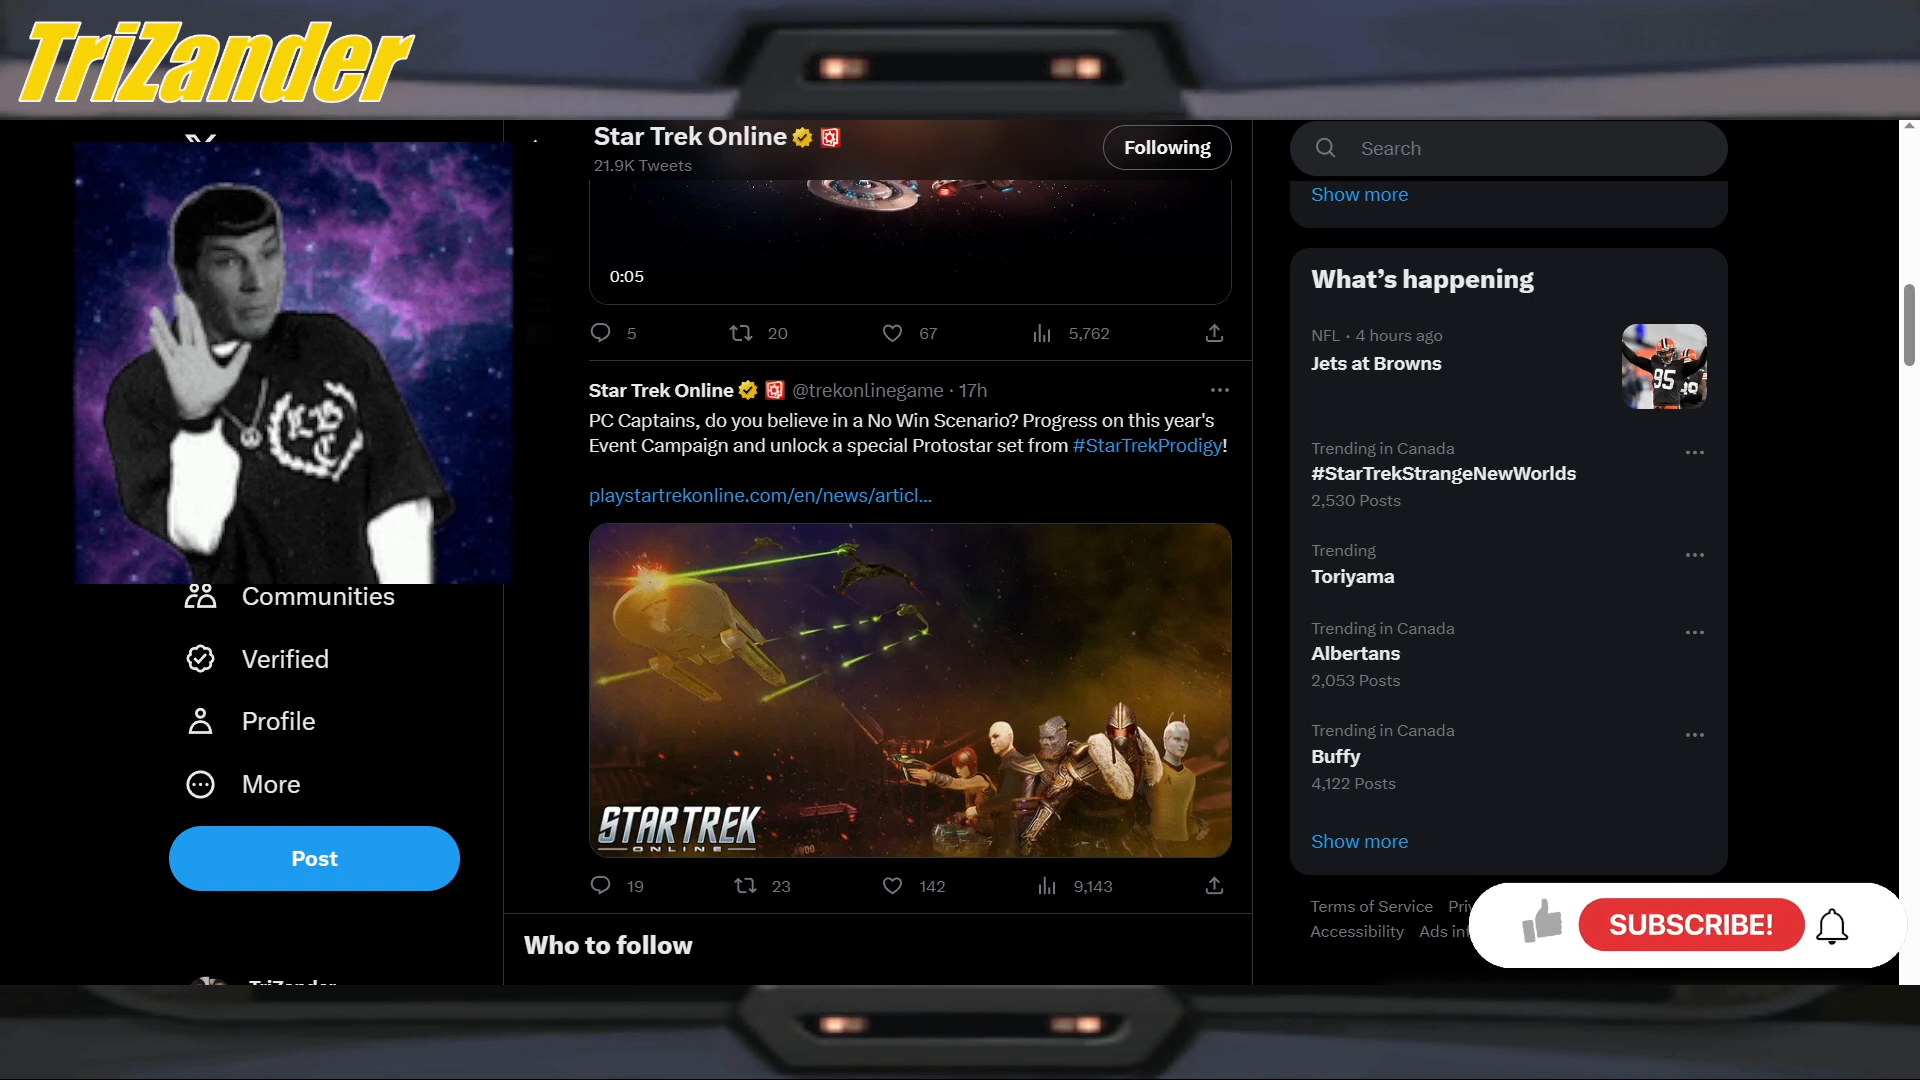 TriZander
Star Trek Online
21.9K Tweets
Following
Search
Show more
0:05
5
20
67
5,762
Star Trek Online @trekonlinegame · 17h
PC Captains, do you believe in a No Win Scenario? Progress on this year's
Event Campaign and unlock a special Protostar set from #StarTrekProdigy!
playstartrekonline.com/en/news/articl...
STAR TREK
ONLINE
19
23
142
9,143
Who to follow
Communities
Verified
Profile
More
Post
TriZander
What's happening
NFL · 4 hours ago
Jets at Browns
95
Trending in Canada
#StarTrekStrangeNewWorlds
2,530 Posts
Trending
Toriyama
Trending in Canada
Albertans
2,053 Posts
Trending in Canada
Buffy
4,122 Posts
Show more
Terms of Service
Accessibility
SUBSCRIBE!